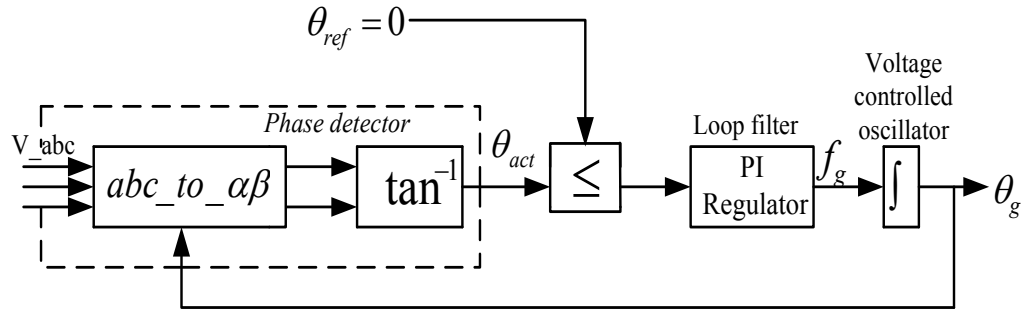 θref = 0
Voltage
controlled
oscillator
Phase detector
Loop filter
V_abc
abc_to_αβ
tan⁻¹
θact
≤
PI
Regulator
fg
∫
θg